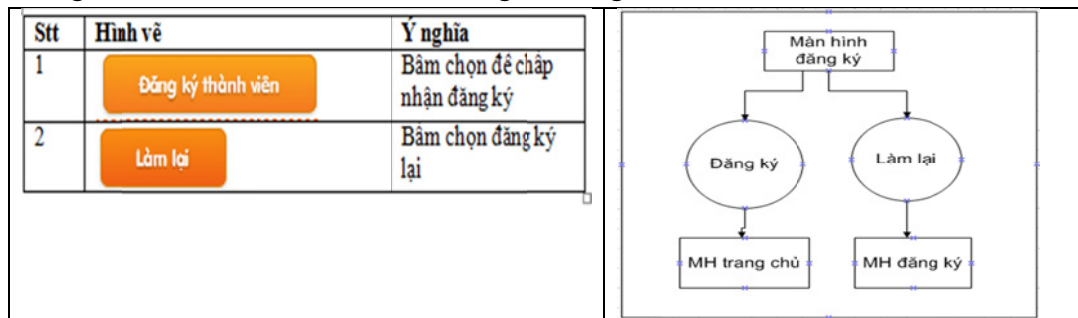 Stt Hình vẽ Ý nghĩa
1 Đăng ký thành viên Bấm chọn để chấp
nhận đăng ký
2 Làm lại Bấm chọn đăng ký
lại
Màn hình
đăng ký
Đăng ký Làm lại
MH trang chủ MH đăng ký